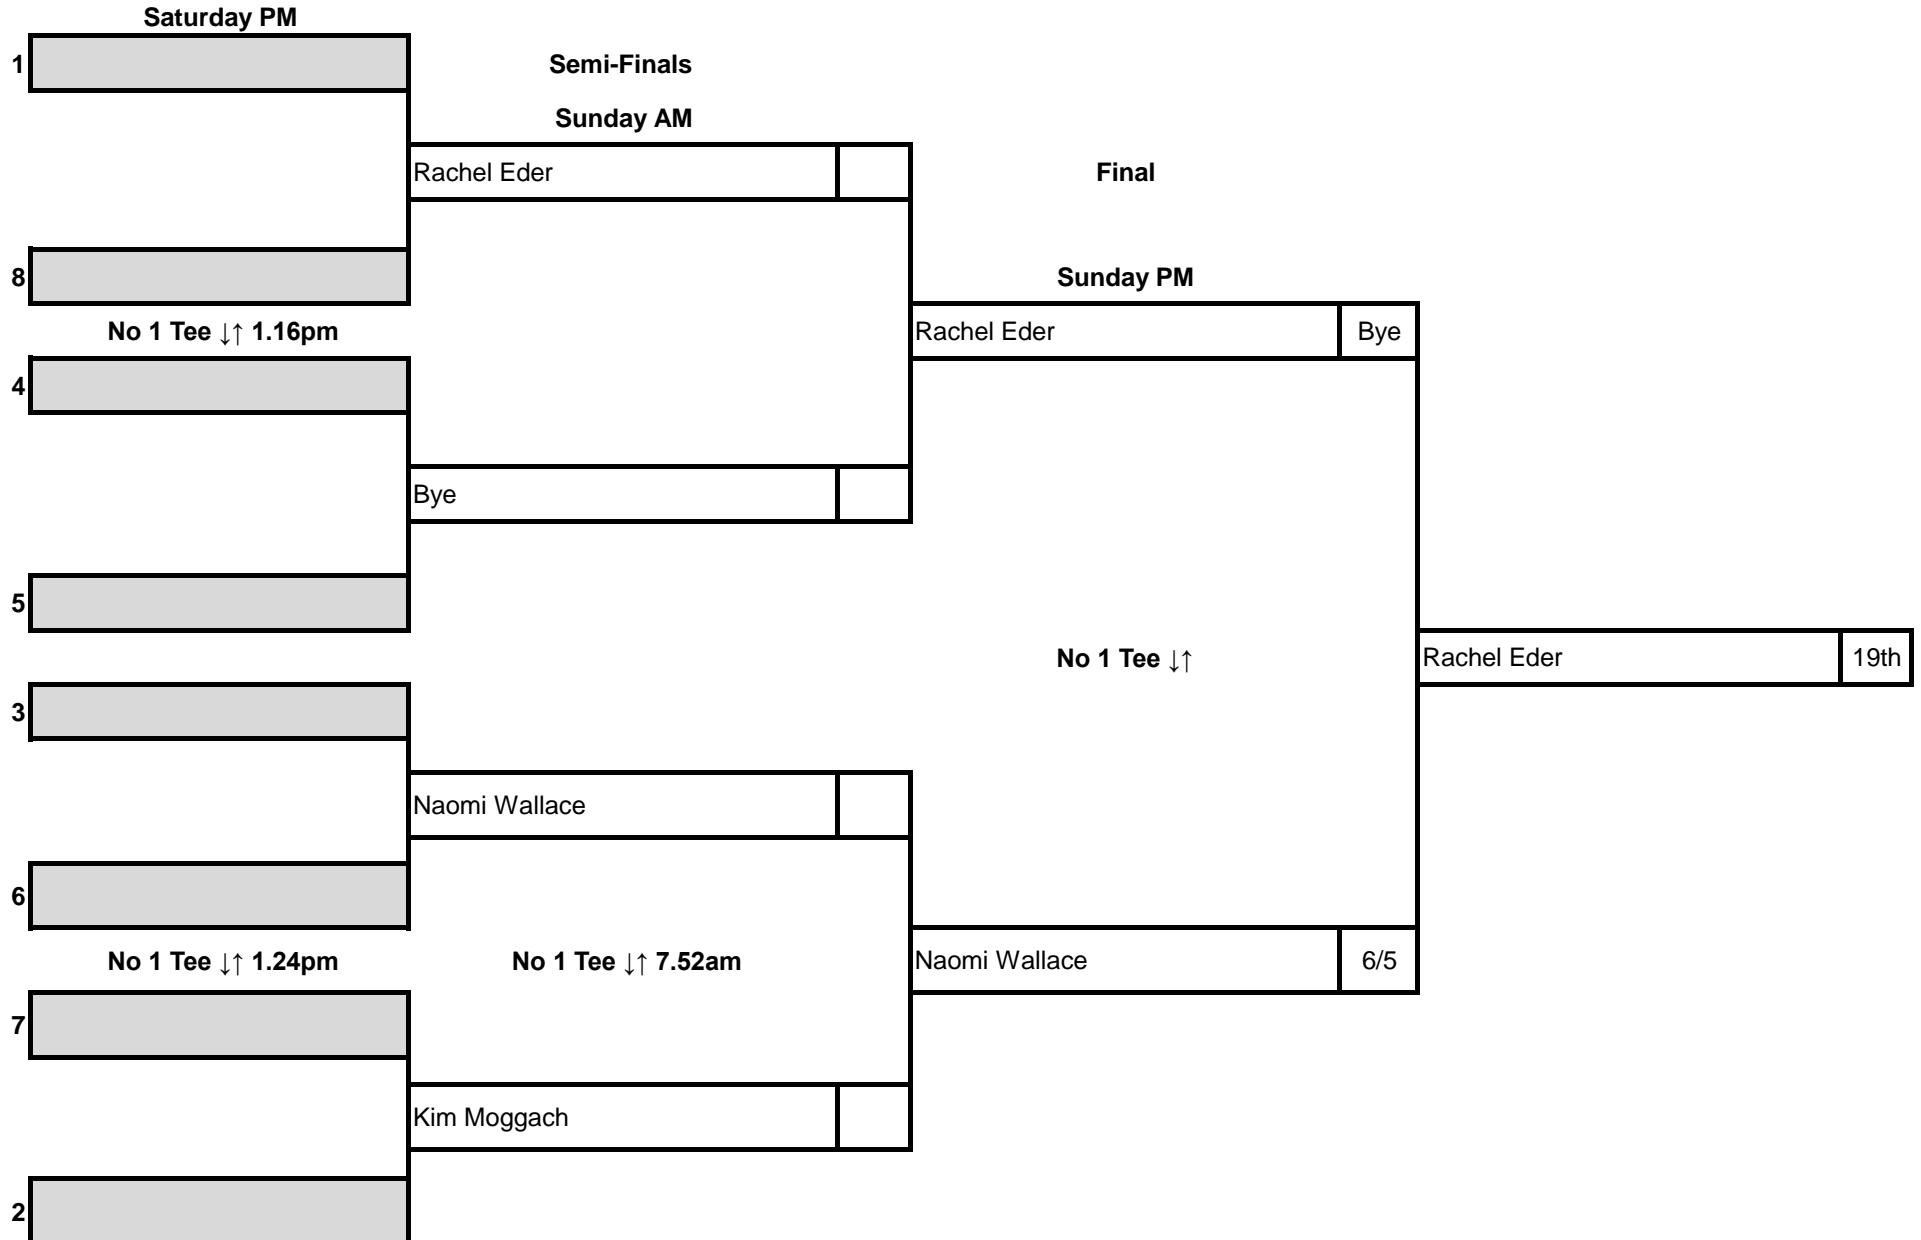 Saturday PM
1
Semi-Finals
Sunday AM
Rachel Eder
Final
8
Sunday PM
No 1 Tee ↓↑ 1.16pm
Rachel Eder Bye
4
Bye
5
No 1 Tee ↓↑
Rachel Eder 19th
3
Naomi Wallace
6
No 1 Tee ↓↑ 1.24pm
No 1 Tee ↓↑ 7.52am
Naomi Wallace 6/5
7
Kim Moggach
2